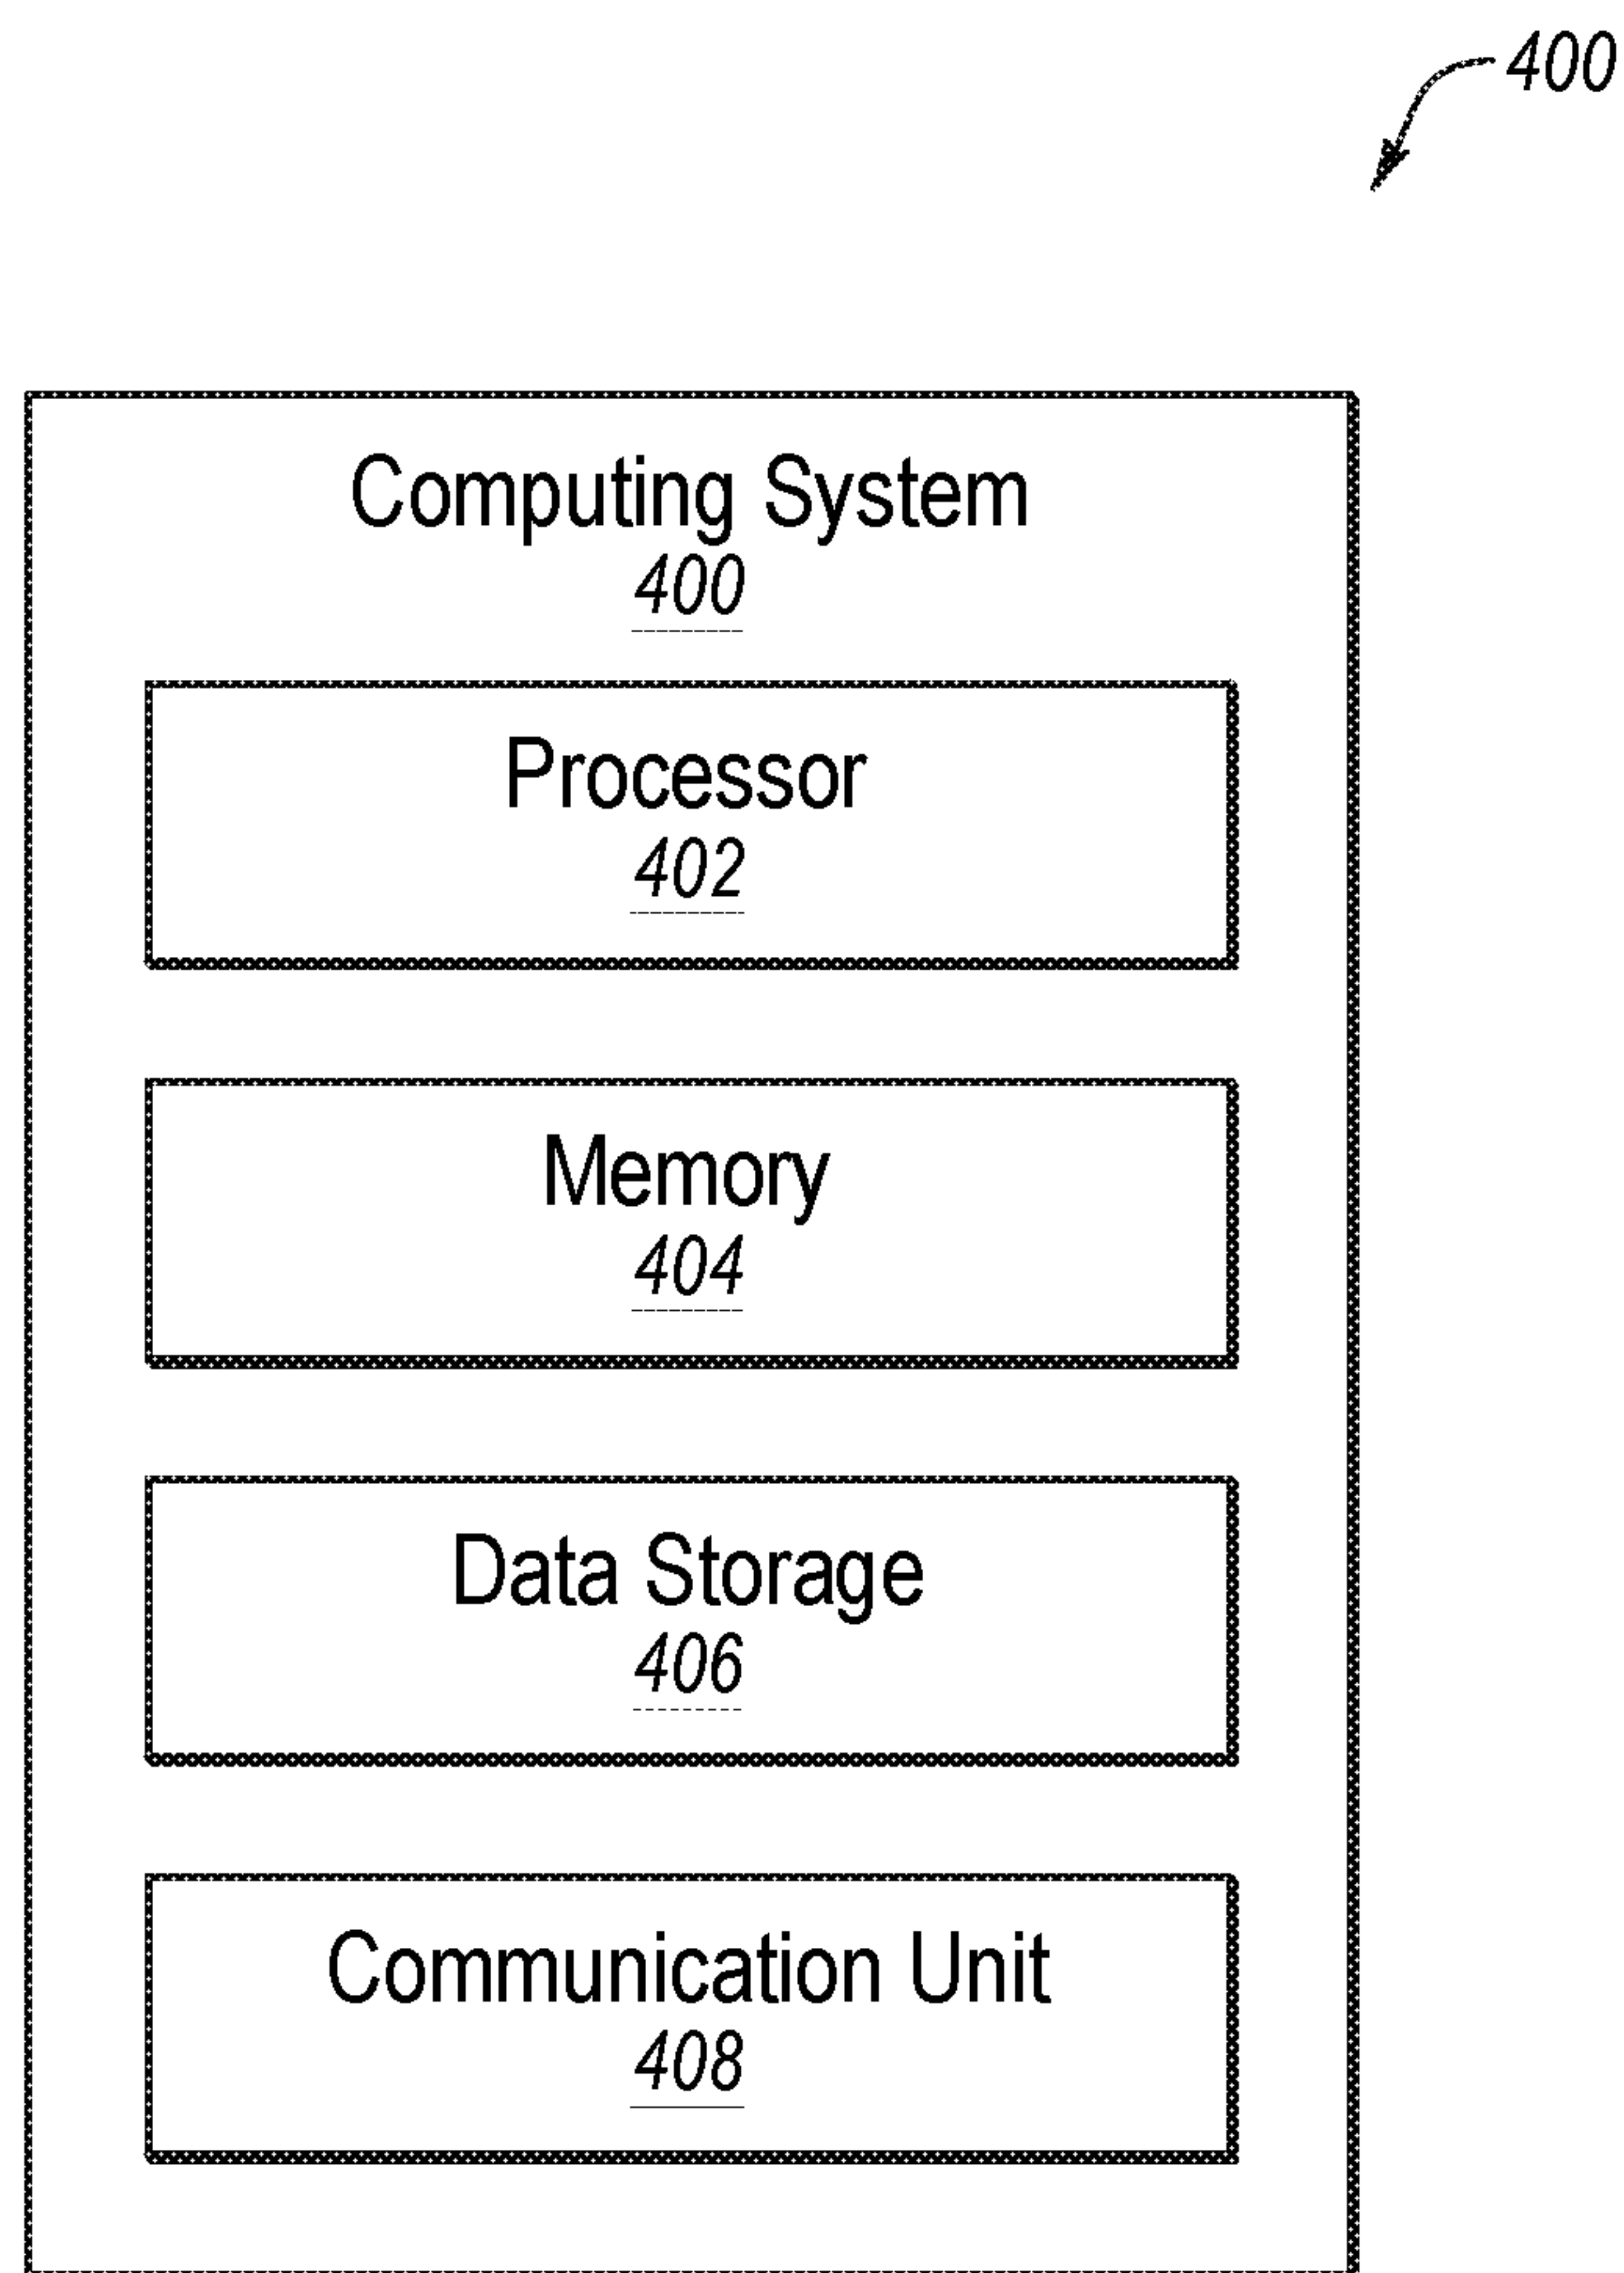 400
Computing System
400
Processor
402
Memory
404
Data Storage
406
Communication Unit
408